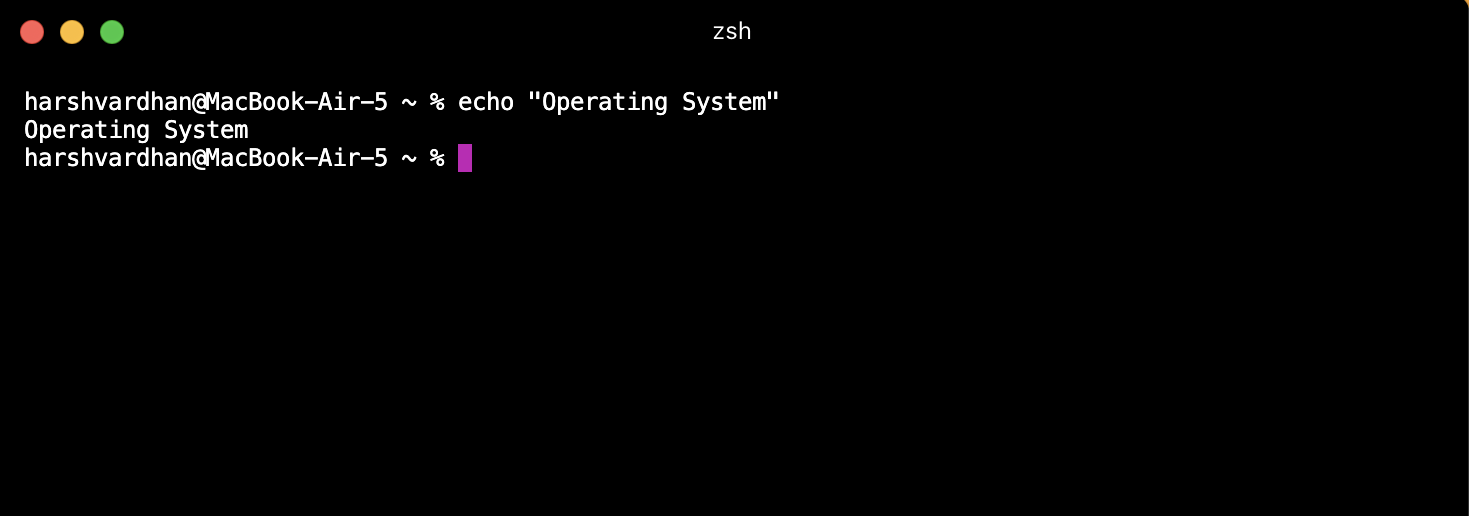 zsh
harshvardhan@MacBook-Air-5 ~ % echo "Operating System"
Operating System
harshvardhan@MacBook-Air-5 ~ %